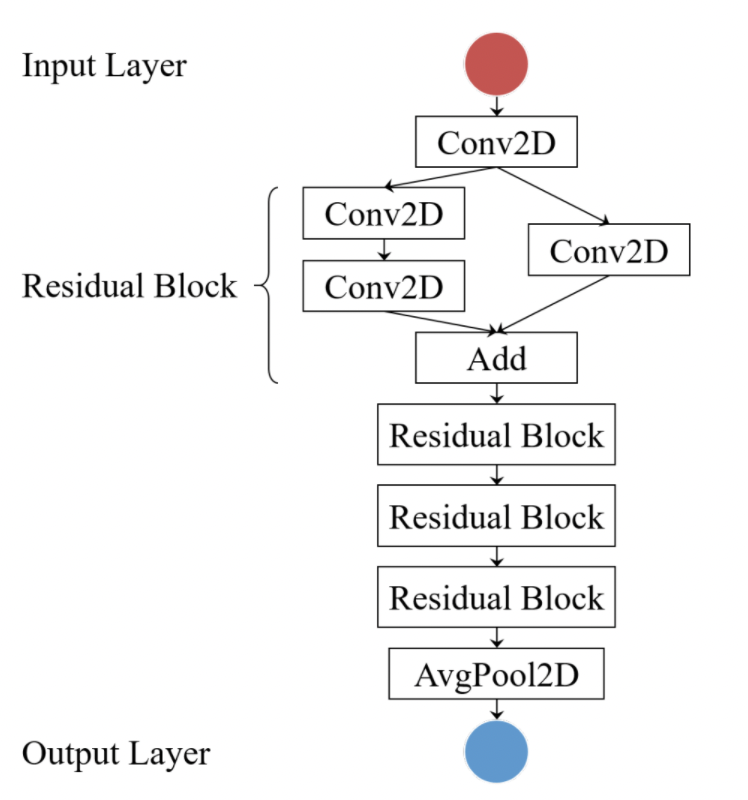 Input Layer
Conv2D
Conv2D
Conv2D
Residual Block
Conv2D
Add
Residual Block
Residual Block
Residual Block
AvgPool2D
Output Layer